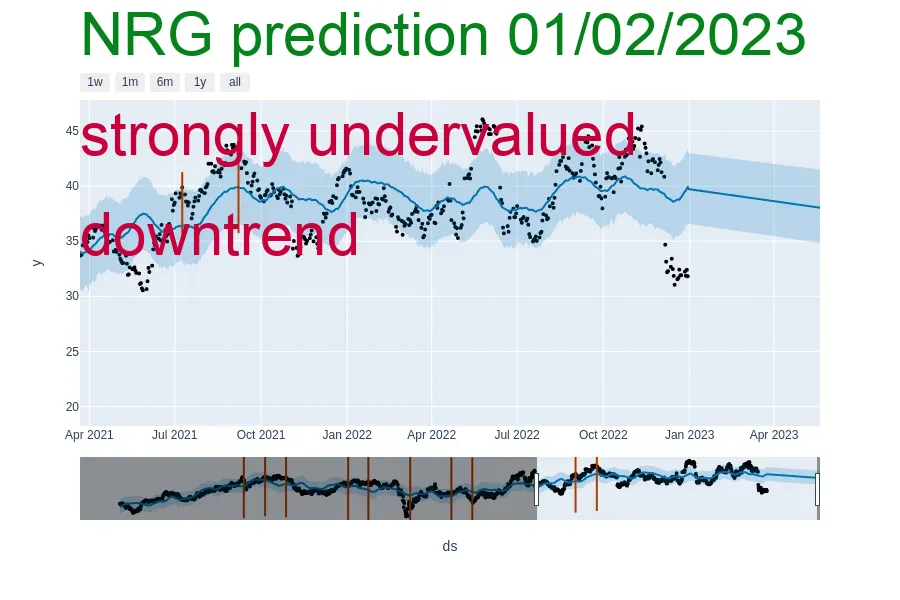 NRG prediction 01/02/2023
1w 1m 6m 1y all
45
strongly undervalued
40
downtrend
35
y
30
25
20
Apr 2021 Jul 2021 Oct 2021 Jan 2022 Apr 2022 Jul 2022 Oct 2022 Jan 2023 Apr 2023
ds